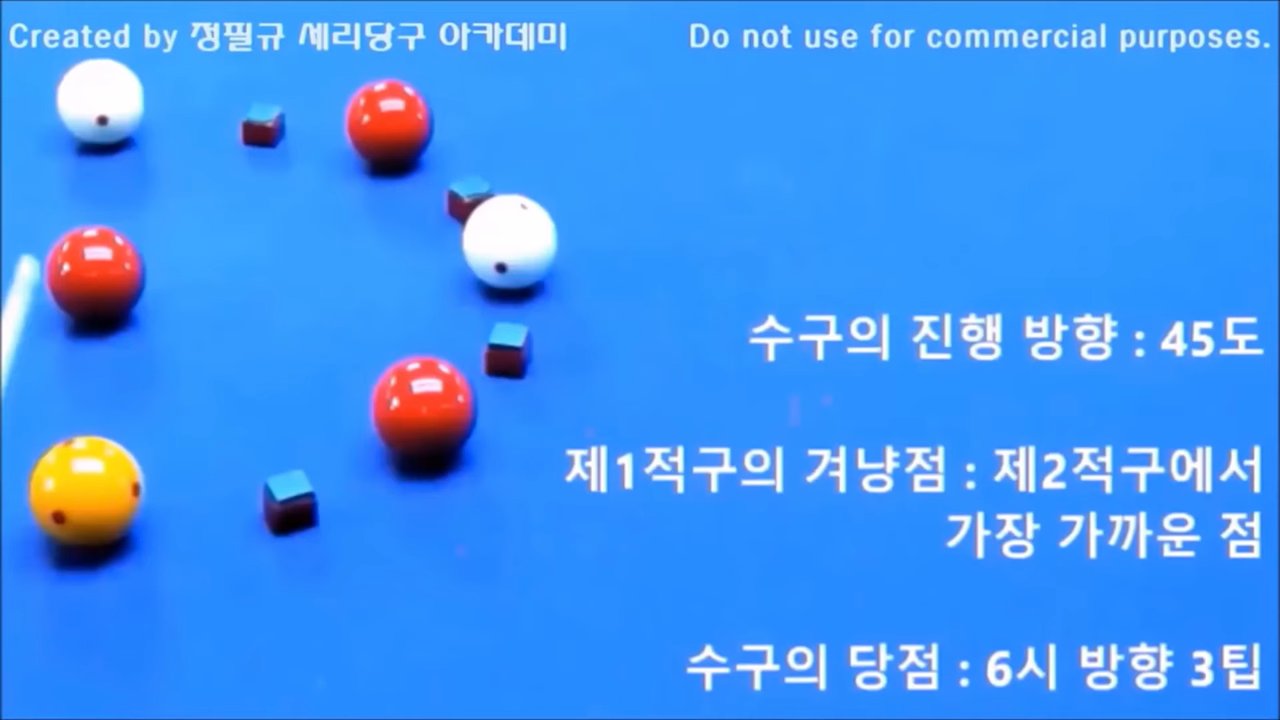 Created by 정필규 세리당구 아카데미
Do not use for commercial purposes.
수구의 진행 방향 : 45도
제1적구의 겨냥점 : 제2적구에서
가장 가까운 점
수구의 당점 : 6시 방향 3팁